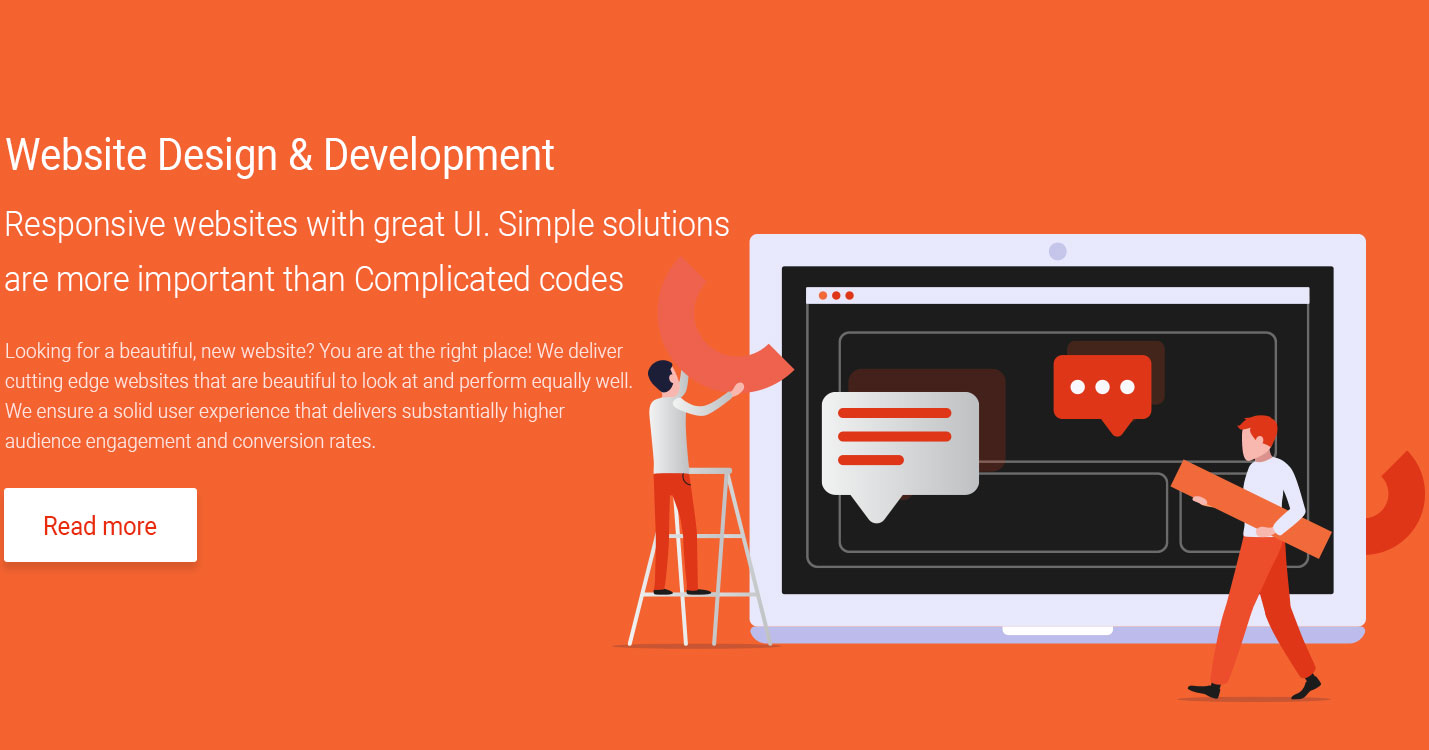 Website Design & Development
Responsive websites with great UI. Simple solutions
are more important than Complicated codes
Looking for a beautiful, new website? You are at the right place! We deliver
cutting edge websites that are beautiful to look at and perform equally well.
We ensure a solid user experience that delivers substantially higher
audience engagement and conversion rates.
Read more